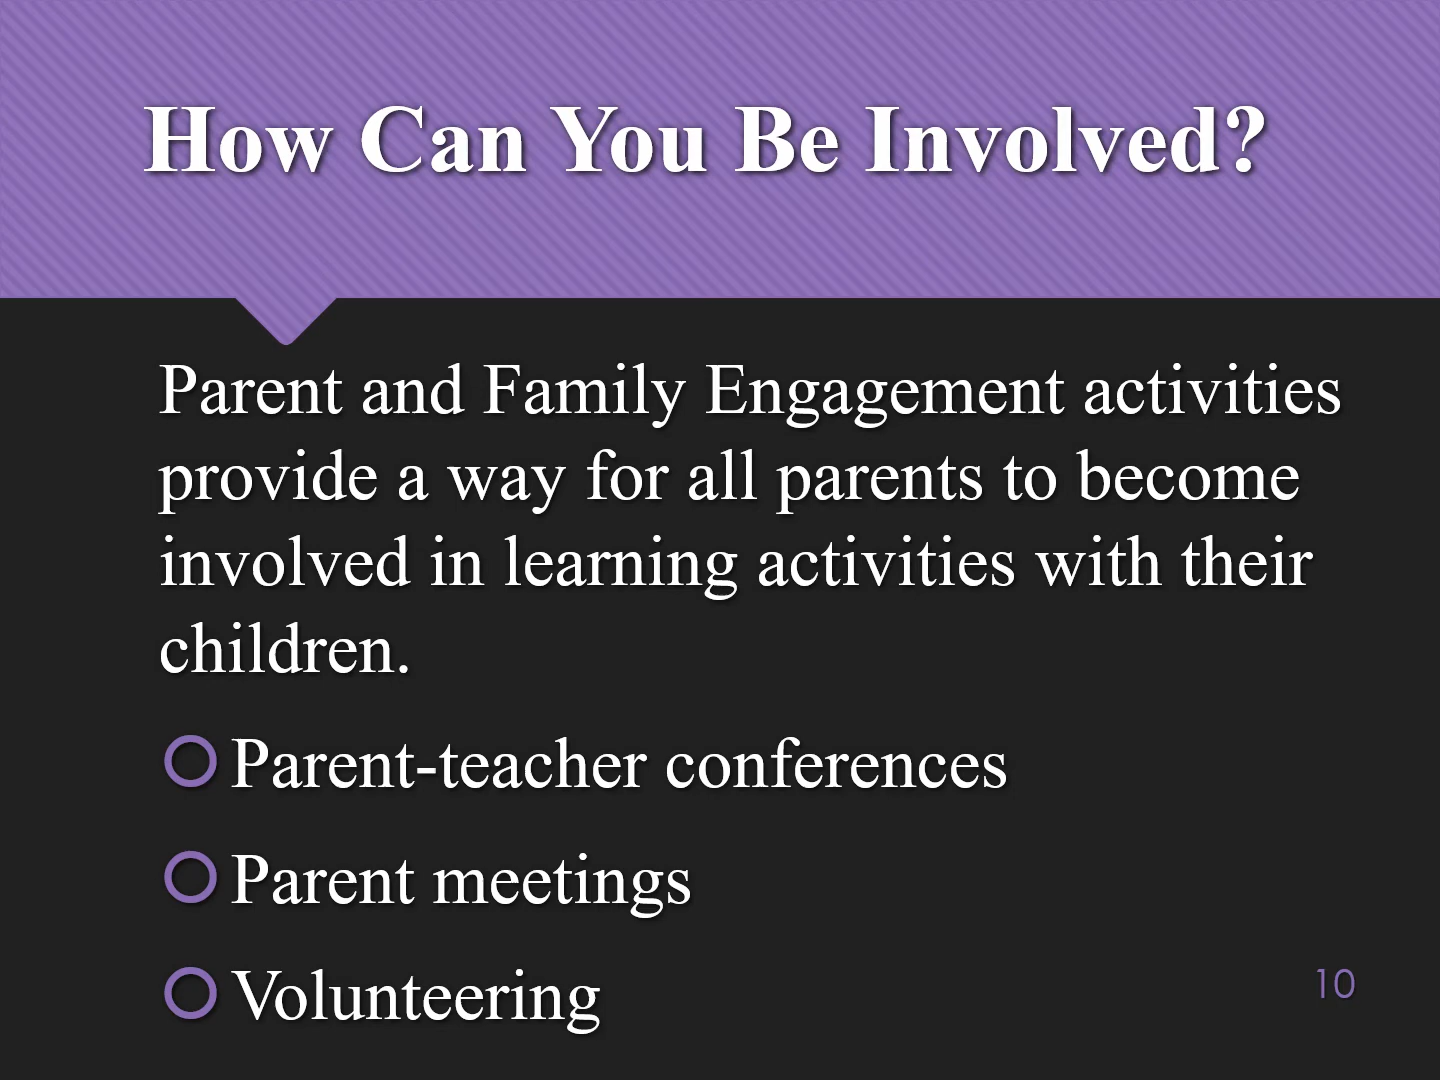 How Can You Be Involved?
Parent and Family Engagement activities
provide a way for all parents to become
involved in learning activities with their
children.
Parent-teacher conferences
Parent meetings
Volunteering
10